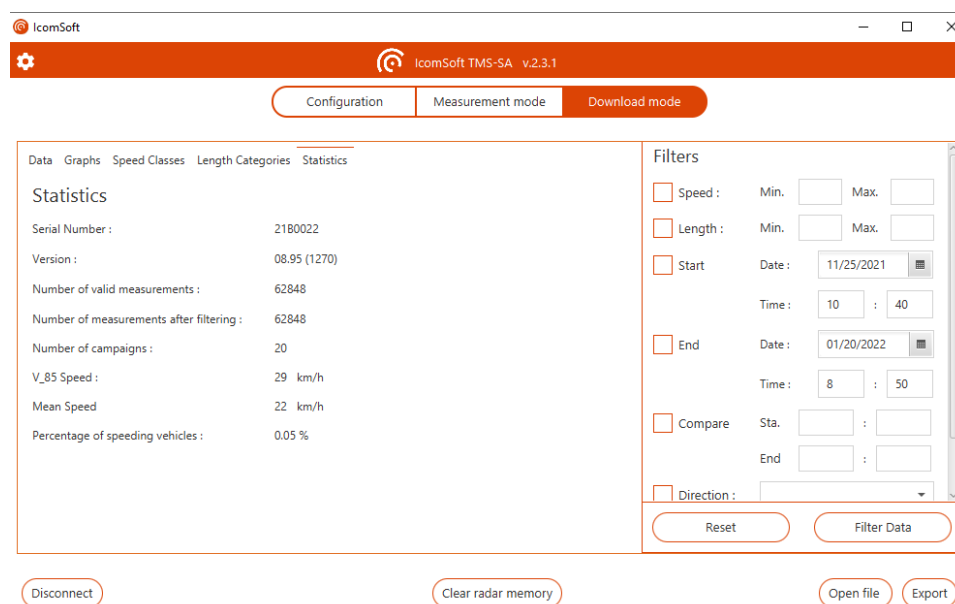 IcomSoft
IcomSoft TMS-SA v.2.3.1
Configuration Measurement mode Download mode
Data Graphs Speed Classes Length Categories Statistics
Statistics
Serial Number : 21B0022
Version : 08.95 (1270)
Number of valid measurements : 62848
Number of measurements after filtering : 62848
Number of campaigns : 20
V_85 Speed : 29 km/h
Mean Speed 22 km/h
Percentage of speeding vehicles : 0.05 %
Filters
Speed : Min. Max.
Length : Min. Max.
Start Date : 11/25/2021
Time : 10 : 40
End Date : 01/20/2022
Time : 8 : 50
Compare Sta. :
End :
Direction :
Reset Filter Data
Disconnect Clear radar memory Open file Export